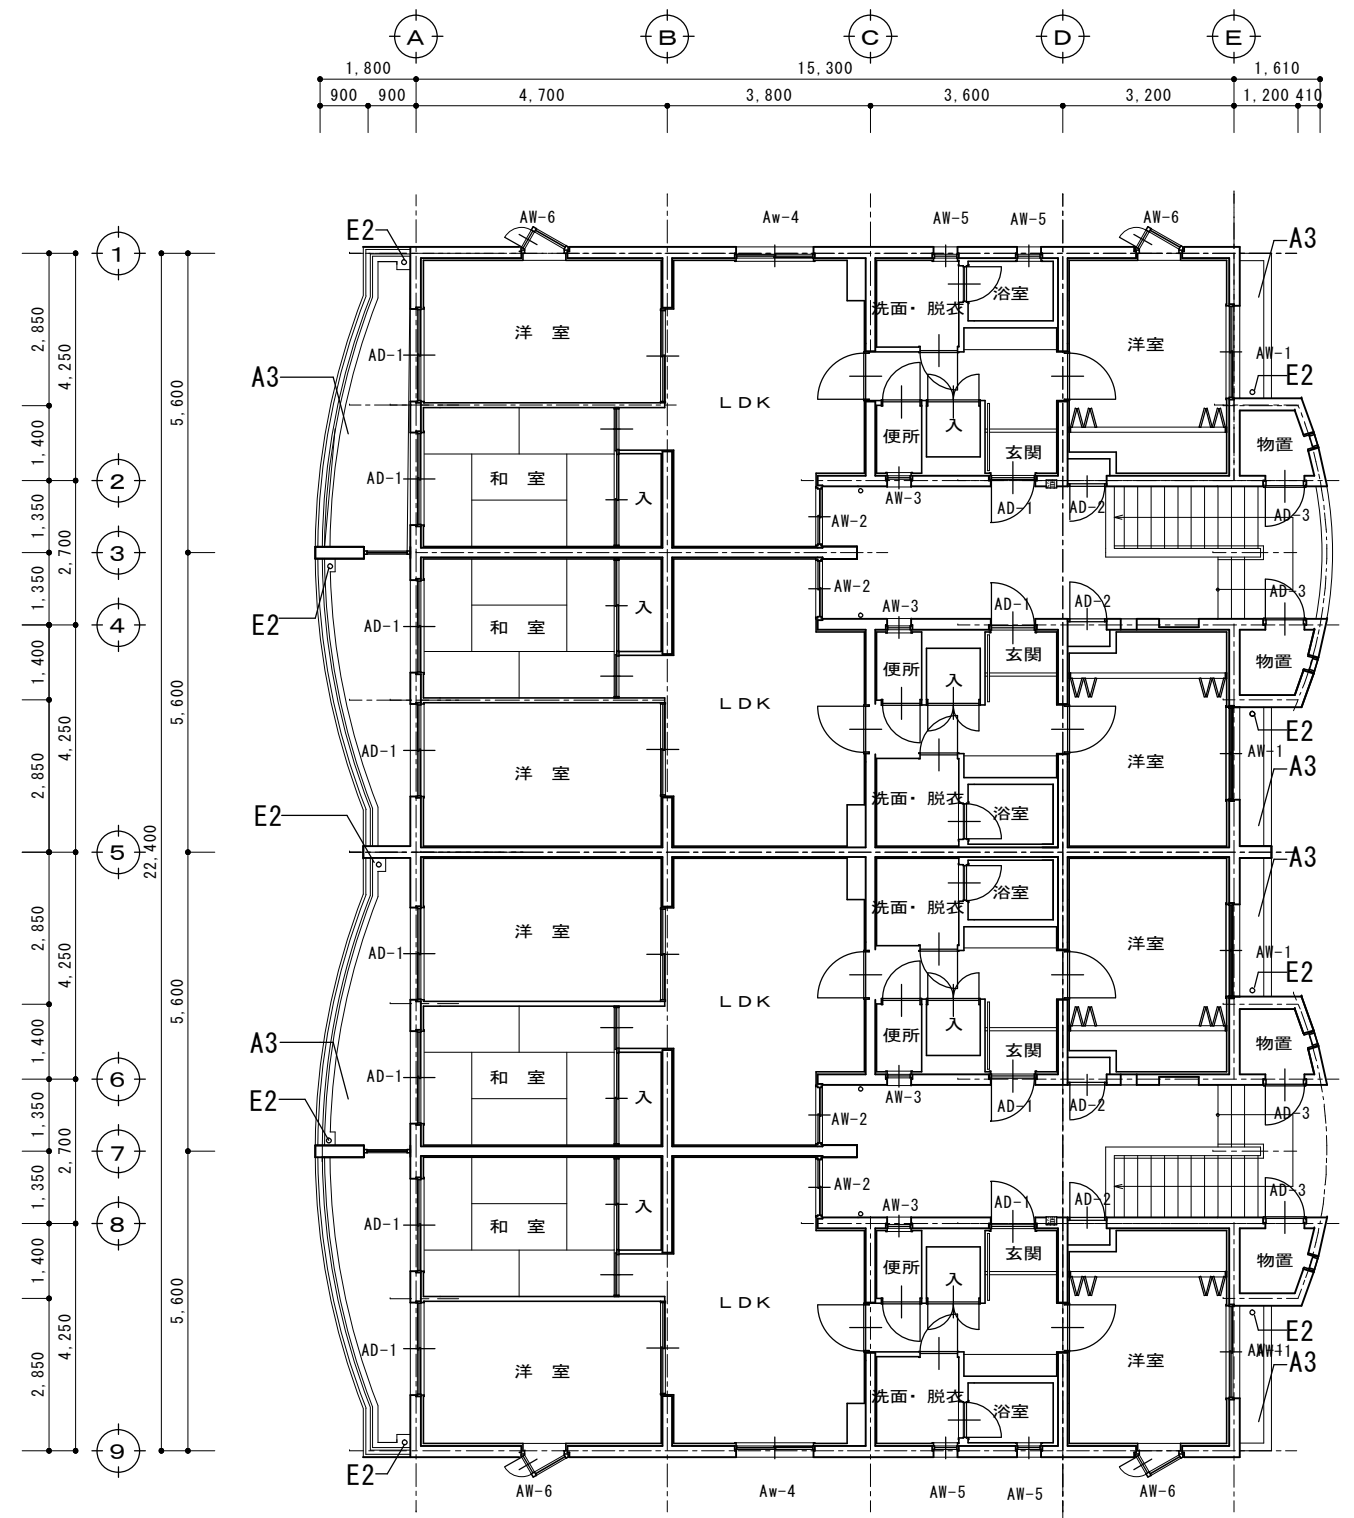 A B C D E
1,800 15,300 1,610
900 900 4,700 3,800 3,600 3,200 1,200 410
AW-6 Aw-4 AW-5 AW-5 AW-6
E2 A3
1
洋 室 洗面・脱衣 浴室 洋室
2,850 4,250 5,600
AD-1 AW-1
A3 E2
LDK
1,400 便所 入 玄関 物置
2 AD-1 和 室 入 AW-3 AD-1 AD-2 AD-3
消
1,350 2,700 AW-2
3
1,350 AW-2
E2 AD-1 和 室 入 AW-3 AD-1 AD-2 AD-3
4
1,400 便所 入 玄関 物置
LDK
5,600 4,250
2,850 AD-1 E2
AW-1
洋 室 洋室 A3
洗面・脱衣 浴室
E2
5 22,400 A3
洗面・脱衣 浴室
2,850 4,250 5,600
洋 室 洋室
AD-1 AW-1
E2
LDK
1,400 便所 入 玄関 物置
A3
6 AD-1 和 室 入 AW-3 AD-1 AD-2 AD-3
E2
1,350 2,700 AW-2
7
1,350 AW-2
AD-1 和 室 入 AW-3 AD-1 AD-2 AD-3
8
消
1,400 便所 入 玄関 物置
LDK
5,600 4,250
2,850 AD-1 E2
AW-1
洋 室 洋室 A3
洗面・脱衣 浴室
9
E2
AW-6 Aw-4 AW-5 AW-5 AW-6